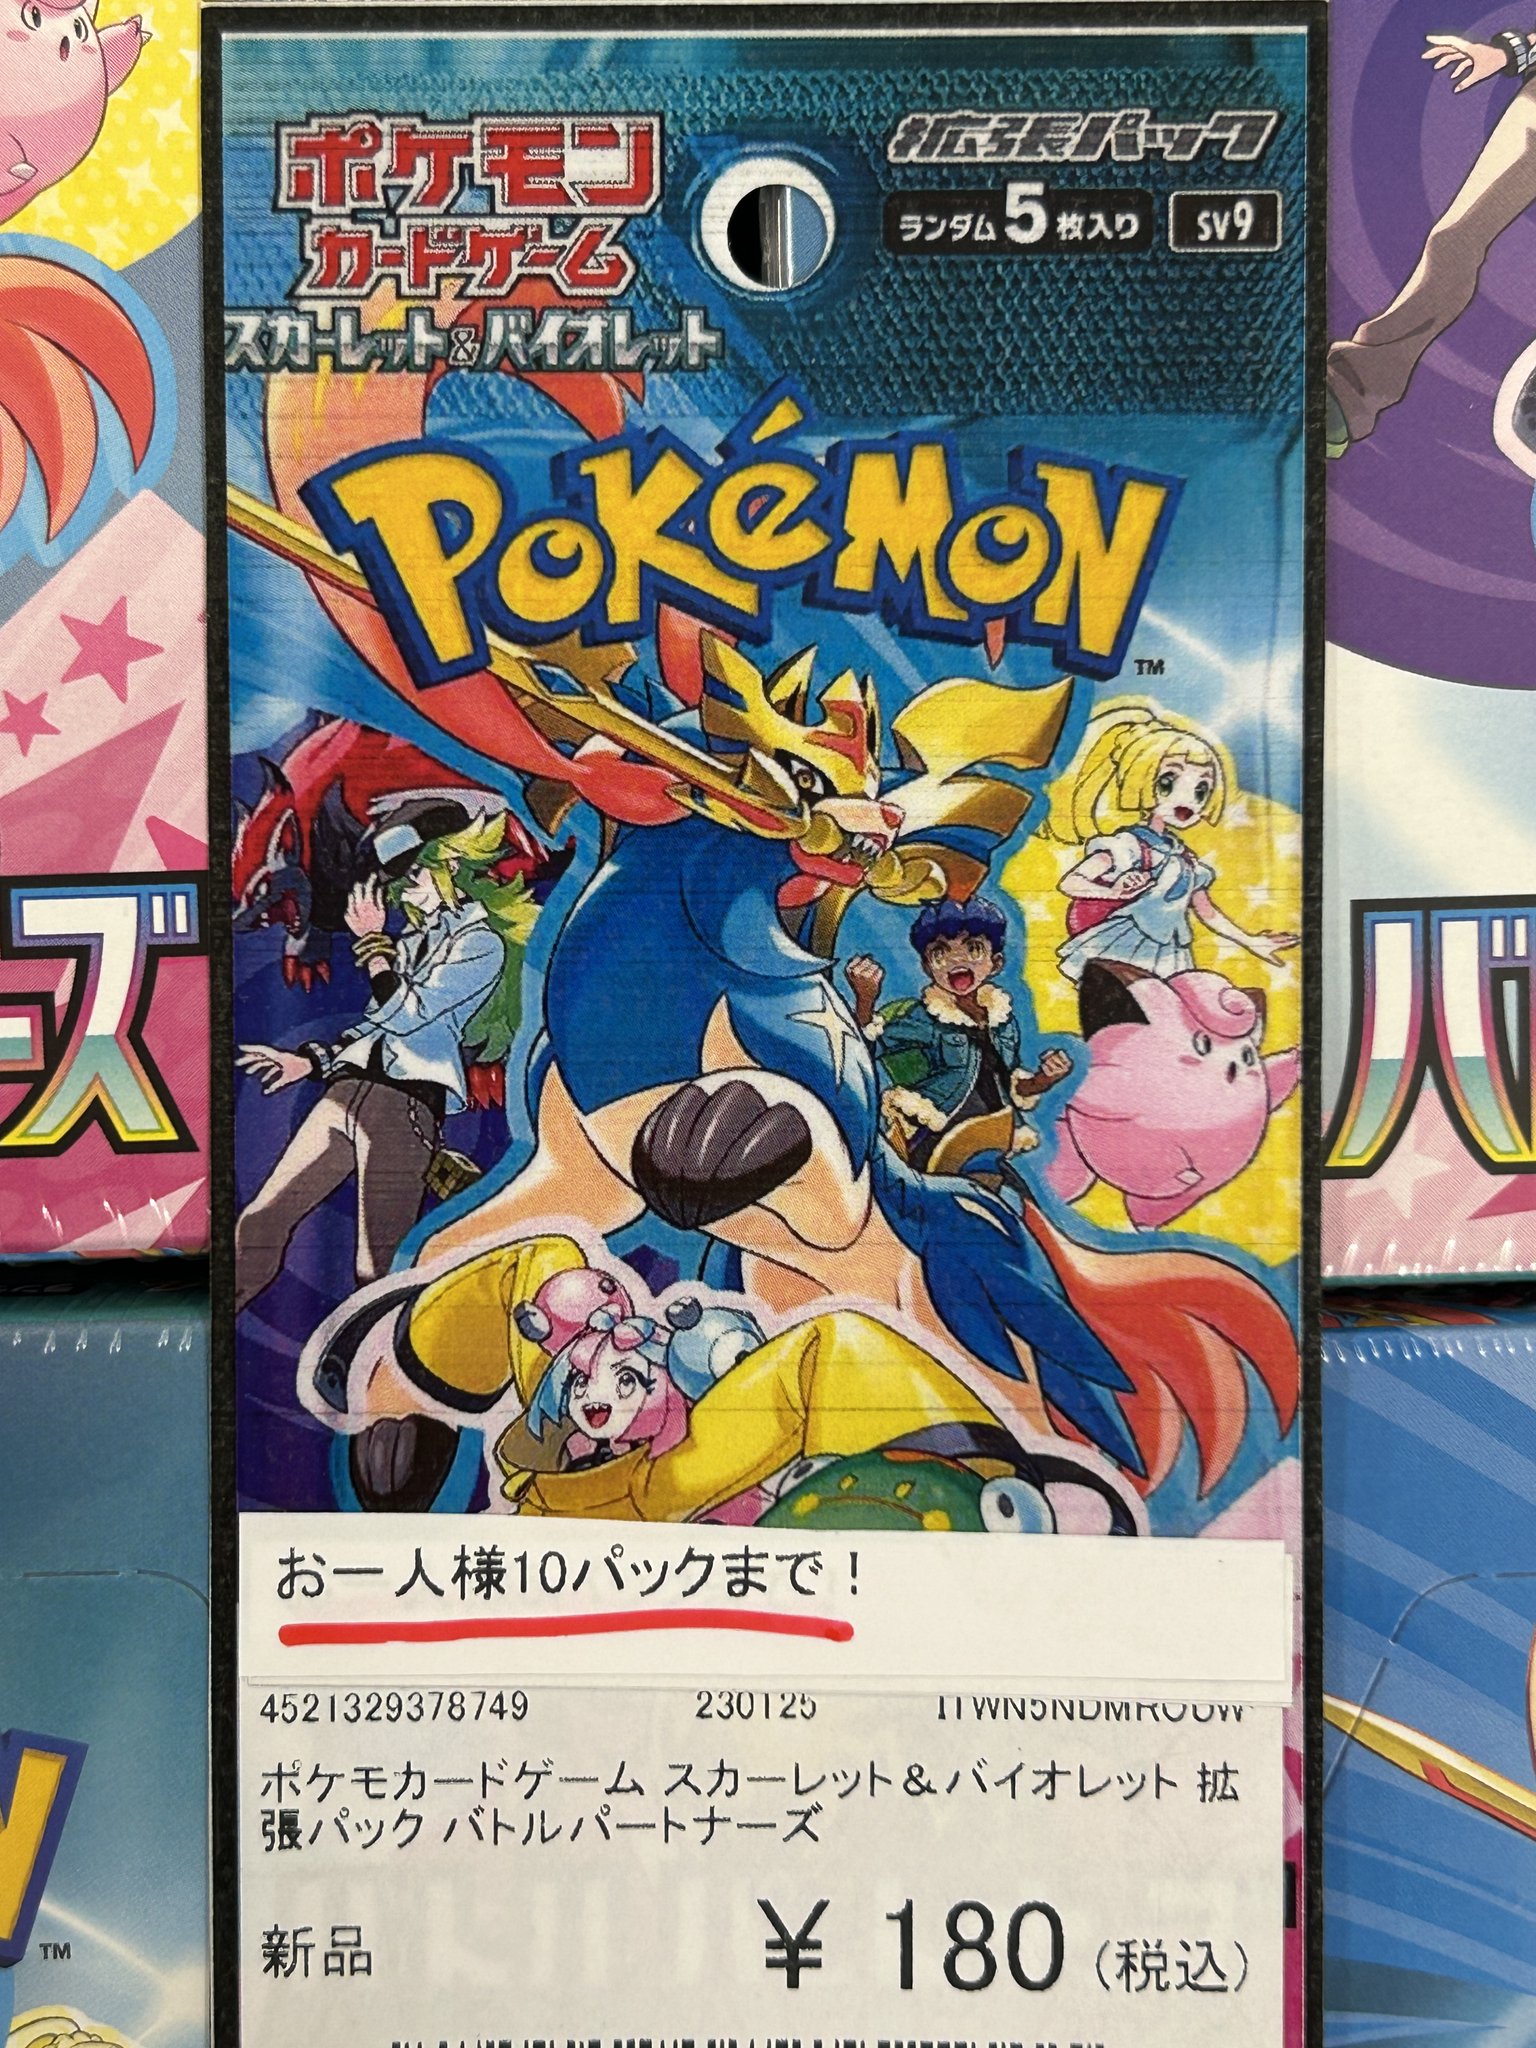 ポケモン
カードゲーム
スカーレット&バイオレット
拡張パック
ランダム5枚入り
SV9
POKÉMON
TM
ーズ
バ
お一人様10パックまで！
4521329378749 230125
ポケモカードゲーム スカーレット＆バイオレット 拡
張パック バトルパートナーズ
新品 ¥ 180 (税込)
N
TM